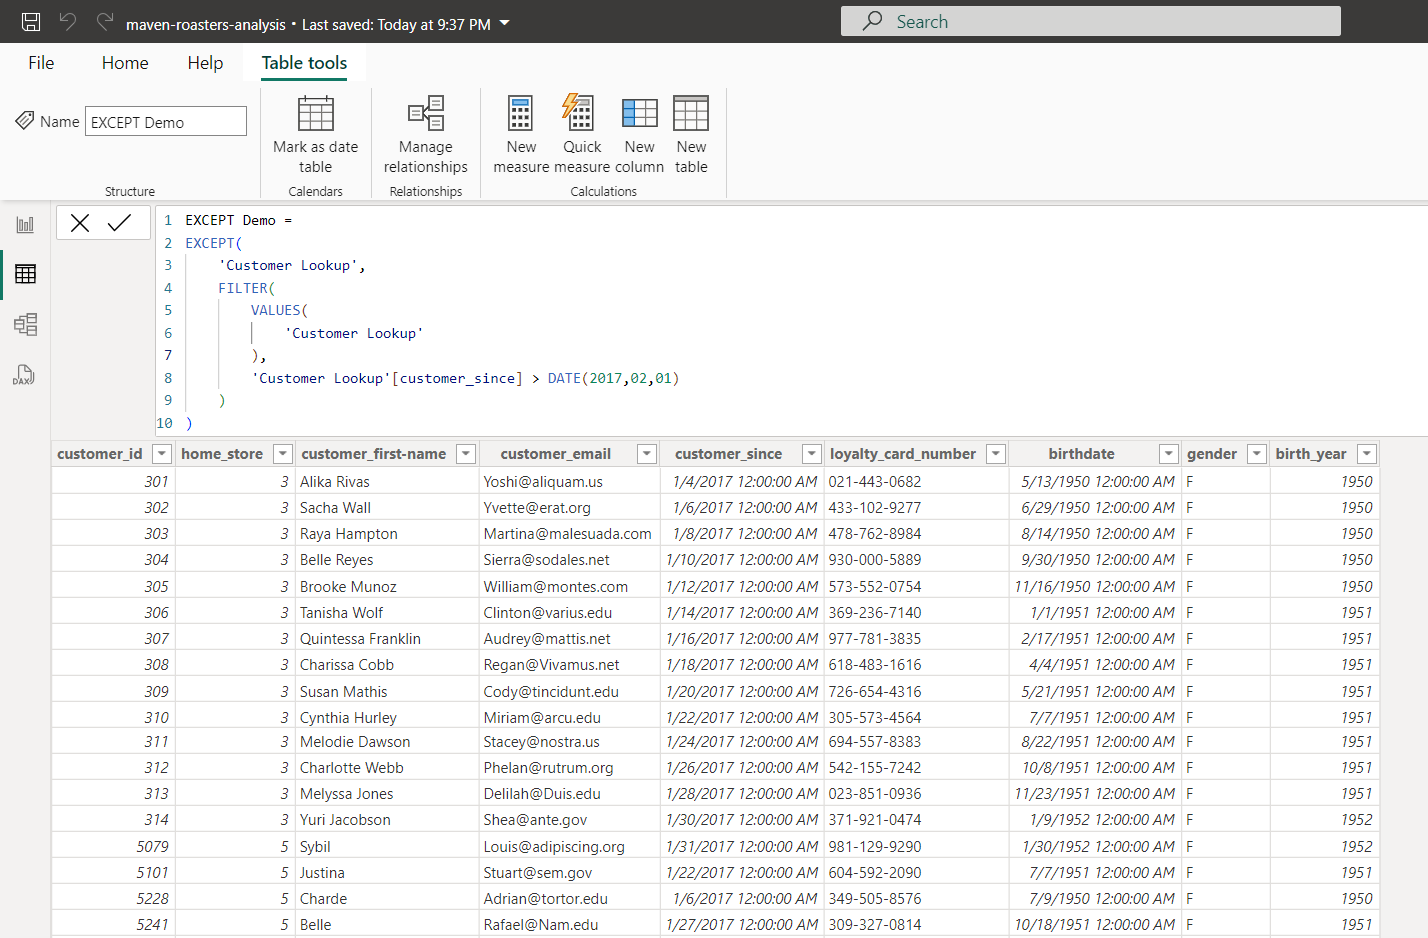 maven-roasters-analysis • Last saved: Today at 9:37 PM
Search
File Home Help Table tools
Name EXCEPT Demo
Mark as date table
Manage relationships
New measure
Quick measure
New column
New table
Structure Calendars Relationships Calculations
1 EXCEPT Demo =
2 EXCEPT(
3 'Customer Lookup',
4 FILTER(
5 VALUES(
6 'Customer Lookup'
7 ),
8 'Customer Lookup'[customer_since] > DATE(2017,02,01)
9 )
10 )
DAX
customer_id home_store customer_first-name customer_email customer_since loyalty_card_number birthdate gender birth_year
301 3 Alika Rivas Yoshi@aliquam.us 1/4/2017 12:00:00 AM 021-443-0682 5/13/1950 12:00:00 AM F 1950
302 3 Sacha Wall Yvette@erat.org 1/6/2017 12:00:00 AM 433-102-9277 6/29/1950 12:00:00 AM F 1950
303 3 Raya Hampton Martina@malesuada.com 1/8/2017 12:00:00 AM 478-762-8984 8/14/1950 12:00:00 AM F 1950
304 3 Belle Reyes Sierra@sodales.net 1/10/2017 12:00:00 AM 930-000-5889 9/30/1950 12:00:00 AM F 1950
305 3 Brooke Munoz William@montes.com 1/12/2017 12:00:00 AM 573-552-0754 11/16/1950 12:00:00 AM F 1950
306 3 Tanisha Wolf Clinton@varius.edu 1/14/2017 12:00:00 AM 369-236-7140 1/1/1951 12:00:00 AM F 1951
307 3 Quintessa Franklin Audrey@mattis.net 1/16/2017 12:00:00 AM 977-781-3835 2/17/1951 12:00:00 AM F 1951
308 3 Charissa Cobb Regan@Vivamus.net 1/18/2017 12:00:00 AM 618-483-1616 4/4/1951 12:00:00 AM F 1951
309 3 Susan Mathis Cody@tincidunt.edu 1/20/2017 12:00:00 AM 726-654-4316 5/21/1951 12:00:00 AM F 1951
310 3 Cynthia Hurley Miriam@arcu.edu 1/22/2017 12:00:00 AM 305-573-4564 7/7/1951 12:00:00 AM F 1951
311 3 Melodie Dawson Stacey@nostra.us 1/24/2017 12:00:00 AM 694-557-8383 8/22/1951 12:00:00 AM F 1951
312 3 Charlotte Webb Phelan@rutrum.org 1/26/2017 12:00:00 AM 542-155-7242 10/8/1951 12:00:00 AM F 1951
313 3 Melyssa Jones Delilah@Duis.edu 1/28/2017 12:00:00 AM 023-851-0936 11/23/1951 12:00:00 AM F 1951
314 3 Yuri Jacobson Shea@ante.gov 1/30/2017 12:00:00 AM 371-921-0474 1/9/1952 12:00:00 AM F 1952
5079 5 Sybil Louis@adipiscing.org 1/31/2017 12:00:00 AM 981-129-9290 1/30/1952 12:00:00 AM F 1952
5101 5 Justina Stuart@sem.gov 1/22/2017 12:00:00 AM 604-592-2090 7/7/1951 12:00:00 AM F 1951
5228 5 Charde Adrian@tortor.edu 1/6/2017 12:00:00 AM 349-505-8576 7/9/1950 12:00:00 AM F 1950
5241 5 Belle Rafael@Nam.edu 1/27/2017 12:00:00 AM 309-327-0814 10/18/1951 12:00:00 AM F 1951